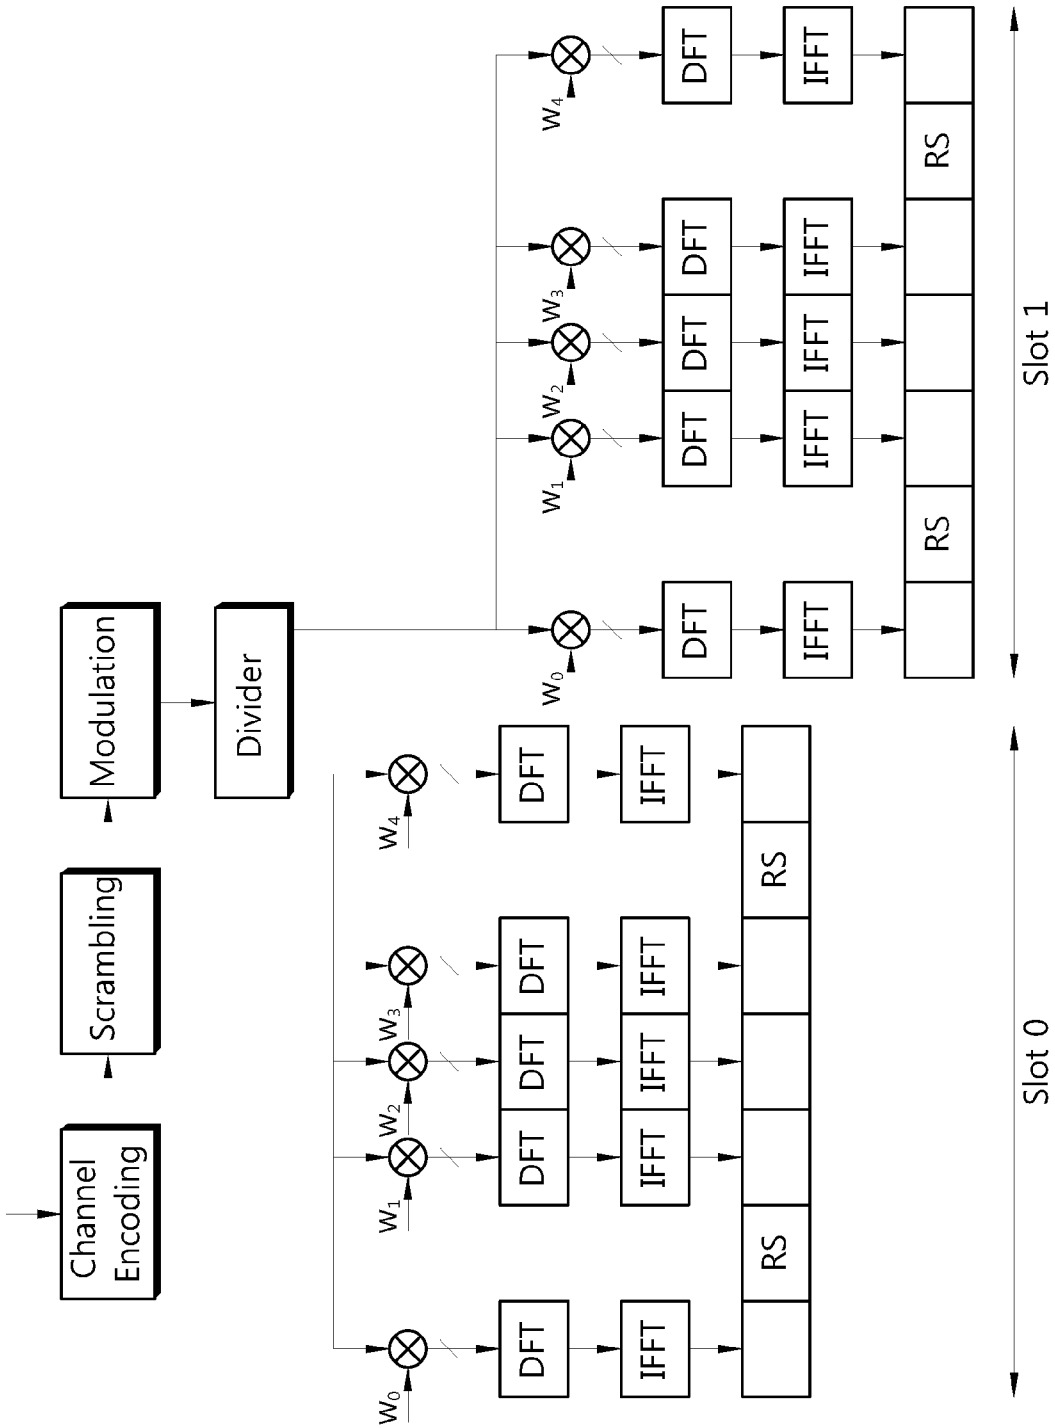 Channel
Encoding
Scrambling
Modulation
Divider
W0
W1
W2
W3
W4
DFT
DFT
DFT
DFT
DFT
IFFT
IFFT
IFFT
IFFT
IFFT
RS
RS
Slot 0
W0
W1
W2
W3
W4
DFT
DFT
DFT
DFT
DFT
IFFT
IFFT
IFFT
IFFT
IFFT
RS
RS
Slot 1